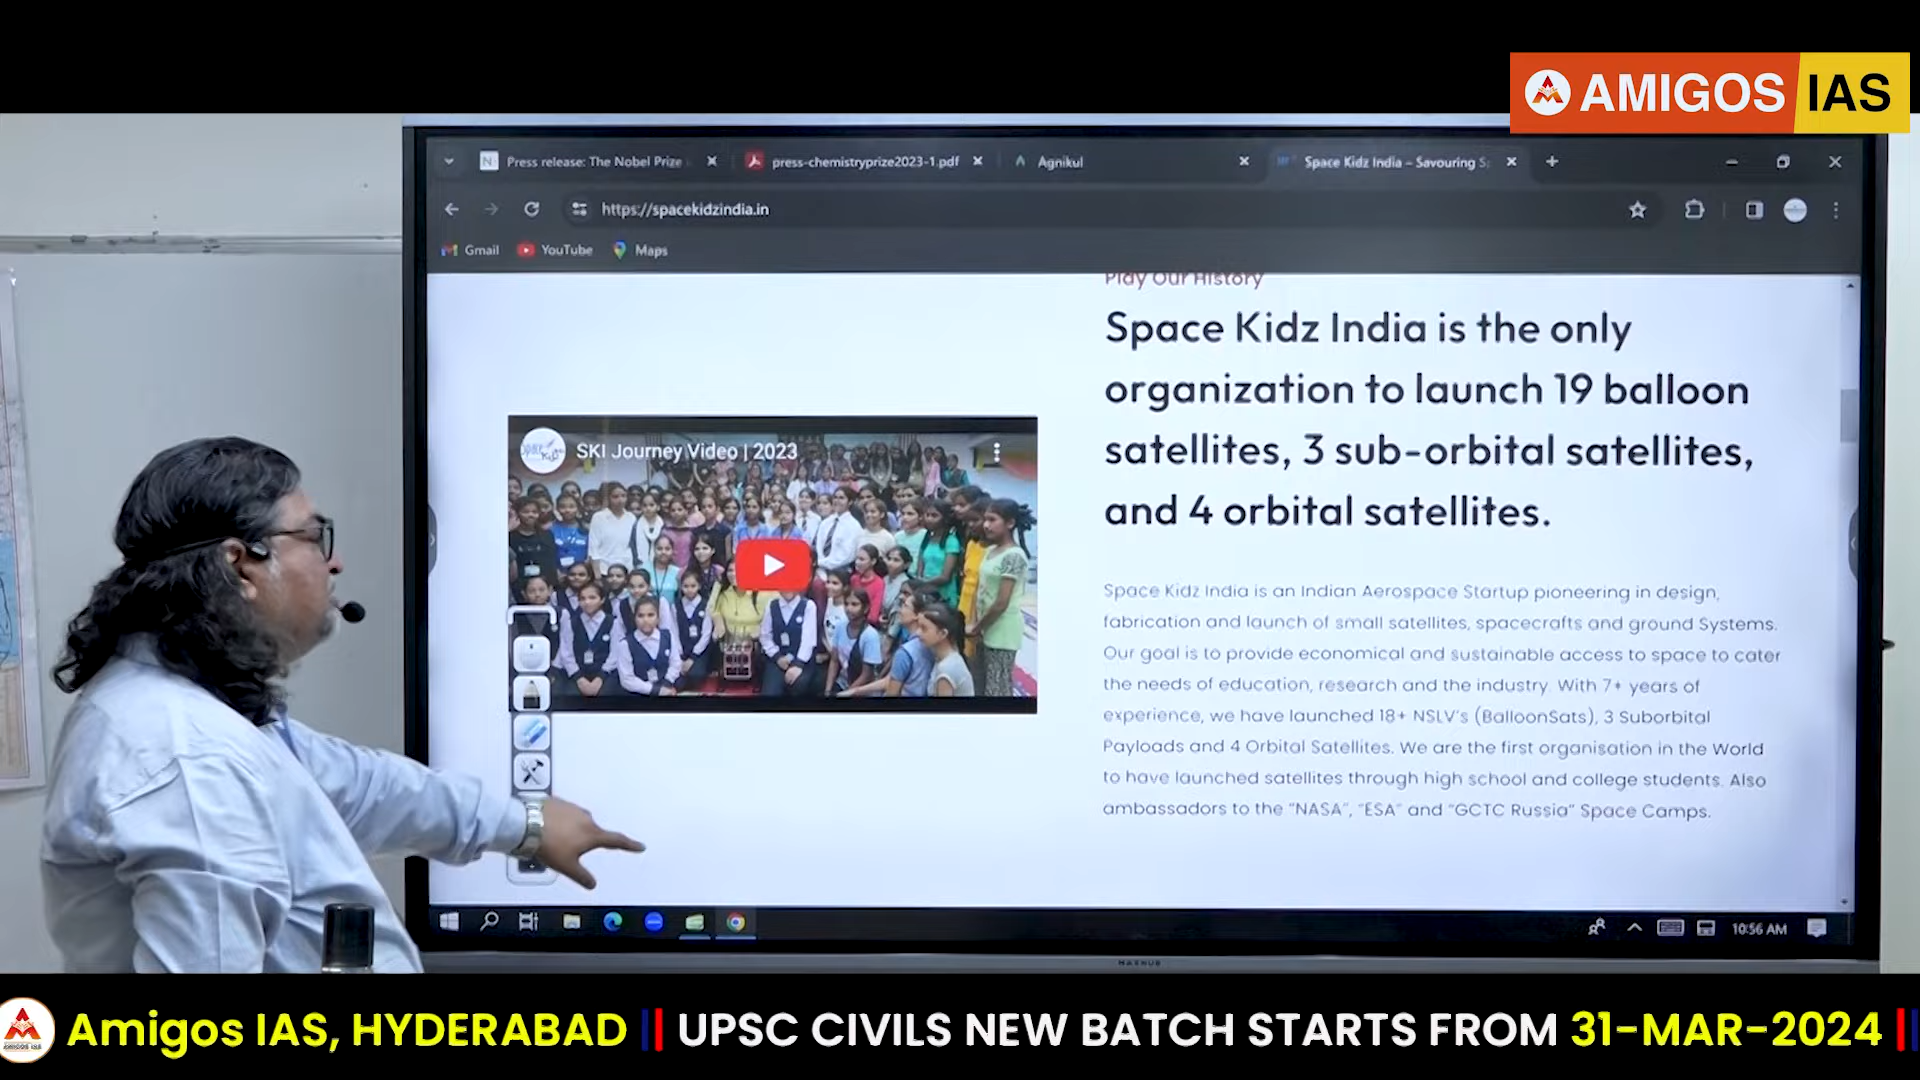 AMIGOS IAS
Press release: The Nobel Prize
press-chemistryprize2023-1.pdf
Agnikul
Space Kidz India – Savouring S
https://spacekidzindia.in
Gmail
YouTube
Maps
Play Our History
Space Kidz India is the only
organization to launch 19 balloon
satellites, 3 sub-orbital satellites,
and 4 orbital satellites.
SKI Journey Video | 2023
Space Kidz India is an Indian Aerospace Startup pioneering in design,
fabrication and launch of small satellites, spacecrafts and ground Systems.
Our goal is to provide economical and sustainable access to space to cater
the needs of education, research and the industry. With 7+ years of
experience, we have launched 18+ NSLV's (BalloonSats), 3 Suborbital
Payloads and 4 Orbital Satellites. We are the first organisation in the World
to have launched satellites through high school and college students. Also
ambassadors to the "NASA", "ESA" and "GCTC Russia" Space Camps.
10:56 AM
MAXHUB
AMIGOS IAS
Amigos IAS, HYDERABAD || UPSC CIVILS NEW BATCH STARTS FROM 31-MAR-2024 ||